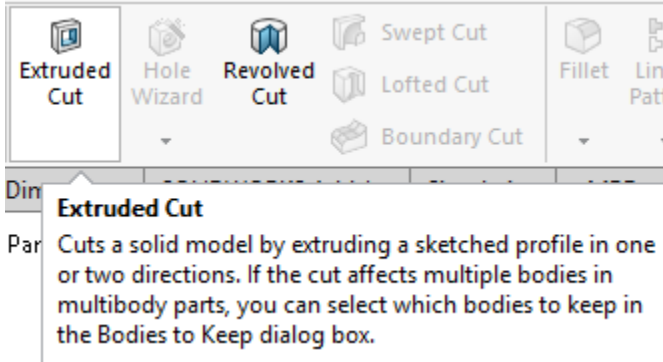 Extruded Cut
Hole Wizard
Revolved Cut
Swept Cut
Lofted Cut
Boundary Cut
Fillet
Extruded Cut
Cuts a solid model by extruding a sketched profile in one
or two directions. If the cut affects multiple bodies in
multibody parts, you can select which bodies to keep in
the Bodies to Keep dialog box.